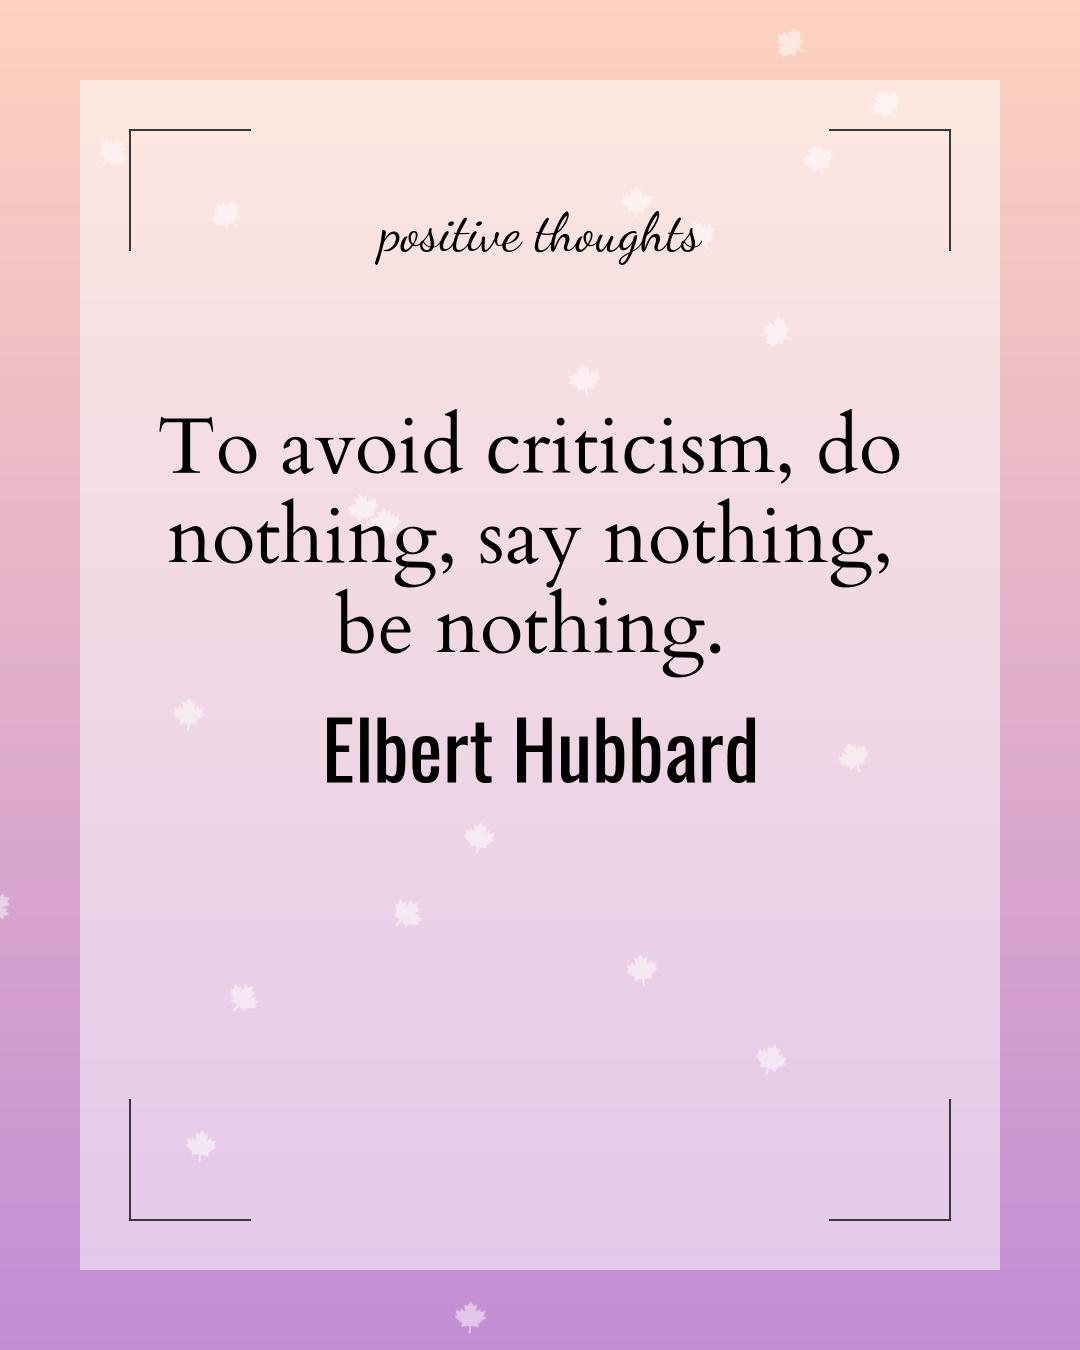 positive thoughts
To avoid criticism, do
nothing, say nothing,
be nothing.
Elbert Hubbard